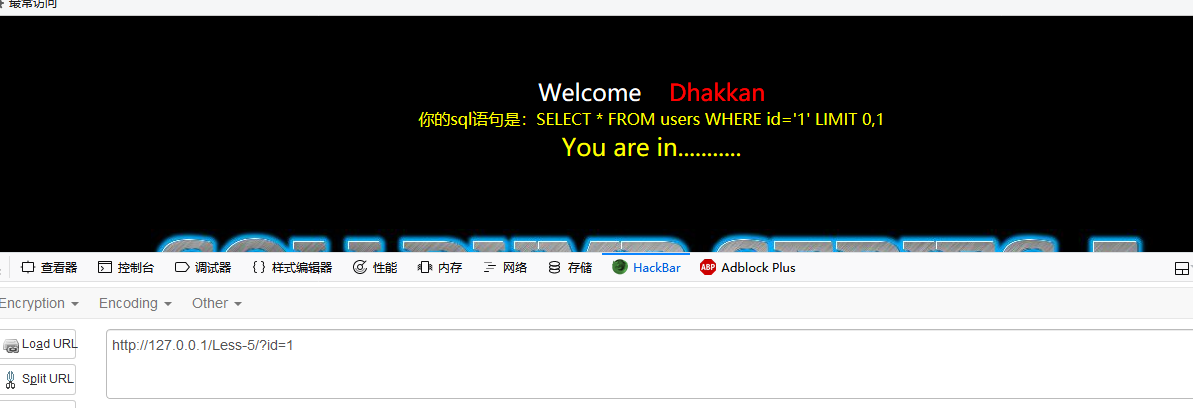 最常访问
Welcome Dhakkan
你的sql语句是：SELECT * FROM users WHERE id='1' LIMIT 0,1
You are in...........
查看器 控制台 调试器 {} 样式编辑器 性能 内存 网络 存储 HackBar ABP Adblock Plus
Encryption Encoding Other
Load URL
http://127.0.0.1/Less-5/?id=1
Split URL